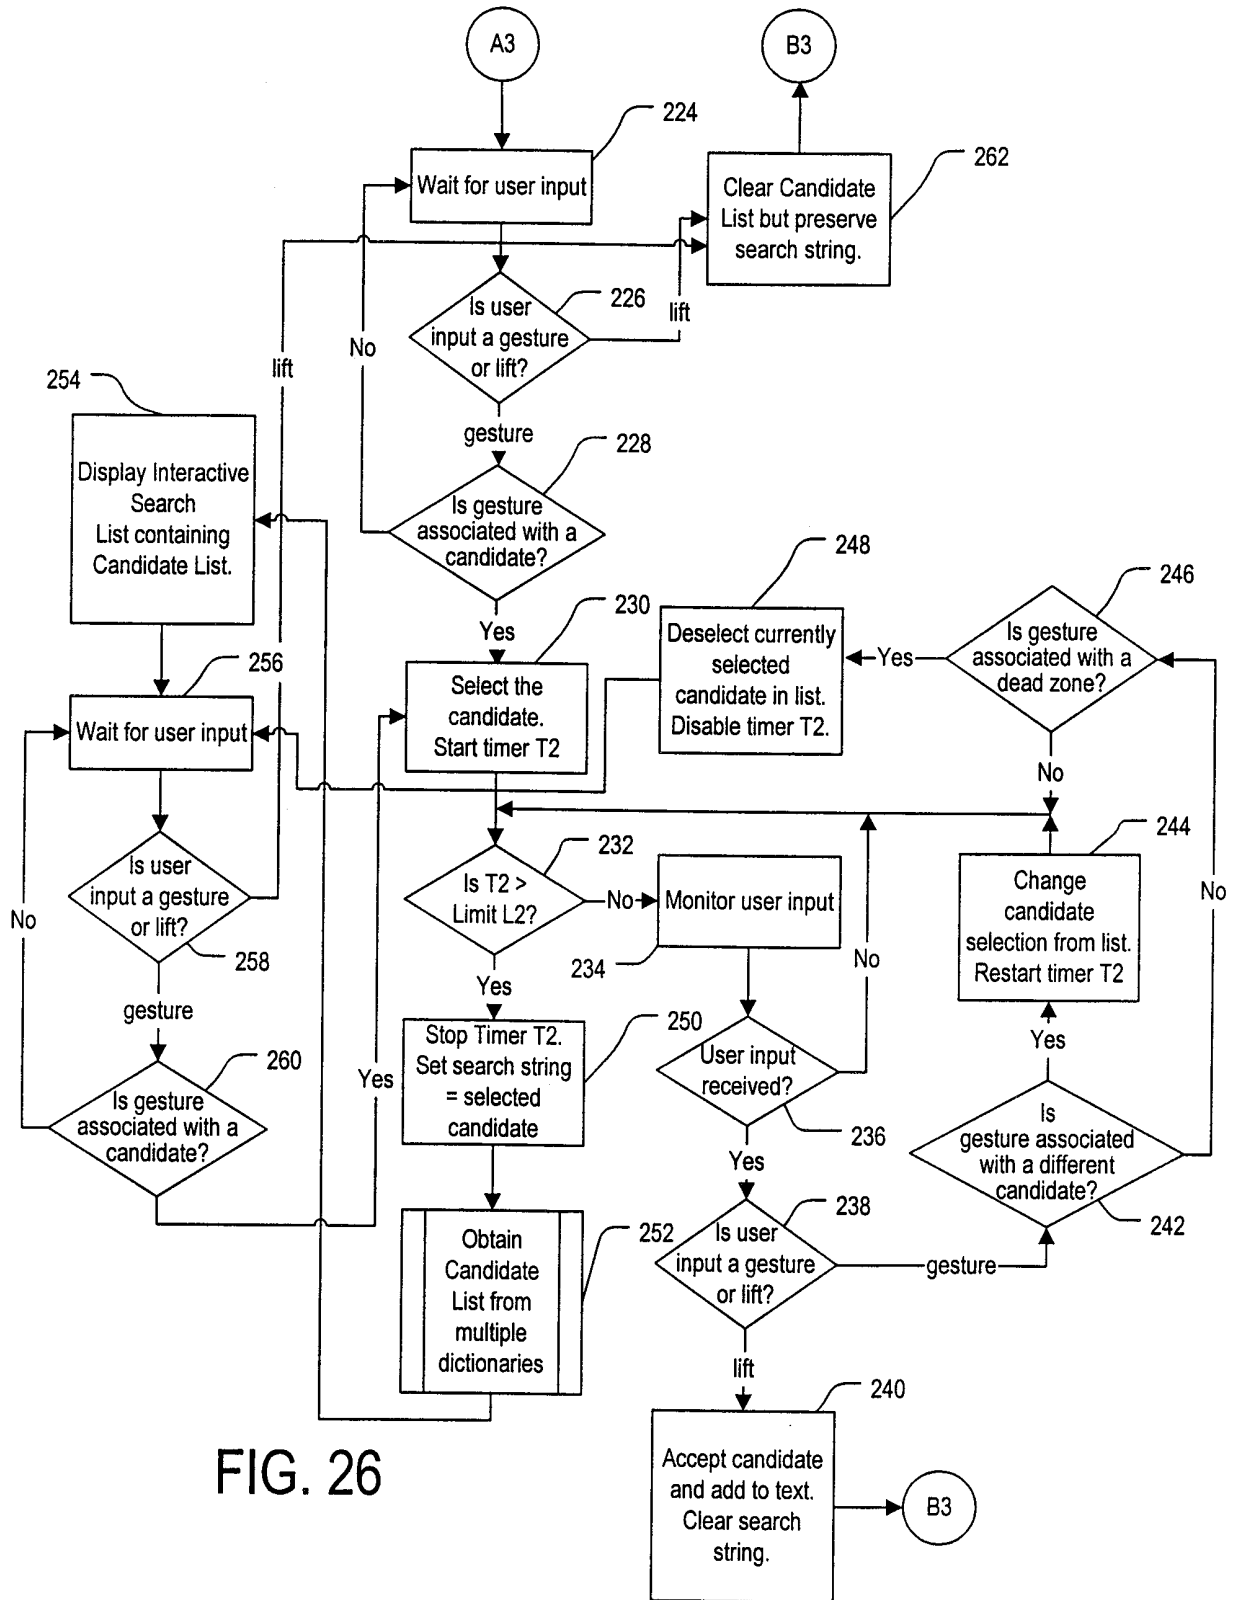 A3
B3
224
Wait for user input
262
Clear Candidate
List but preserve
search string.
226
Is user
input a gesture
or lift?
lift
No
lift
gesture
254
Display Interactive
Search
List containing
Candidate List.
228
Is gesture
associated with a
candidate?
Yes
230
Select the
candidate.
Start timer T2
248
Deselect currently
selected
candidate in list.
Disable timer T2.
Yes
246
Is gesture
associated with a
dead zone?
No
256
Wait for user input
232
Is T2 >
Limit L2?
No
Monitor user input
234
244
Change
candidate
selection from list.
Restart timer T2
No
No
Is user
input a gesture
or lift?
258
No
gesture
Yes
250
Stop Timer T2.
Set search string
= selected
candidate
User input
received?
236
Yes
Yes
260
Is gesture
associated with a
candidate?
Yes
Is
gesture associated
with a different
candidate?
242
252
Obtain
Candidate
List from
multiple
dictionaries
238
Is user
input a gesture
or lift?
gesture
lift
240
Accept candidate
and add to text.
Clear search
string.
B3
FIG. 26